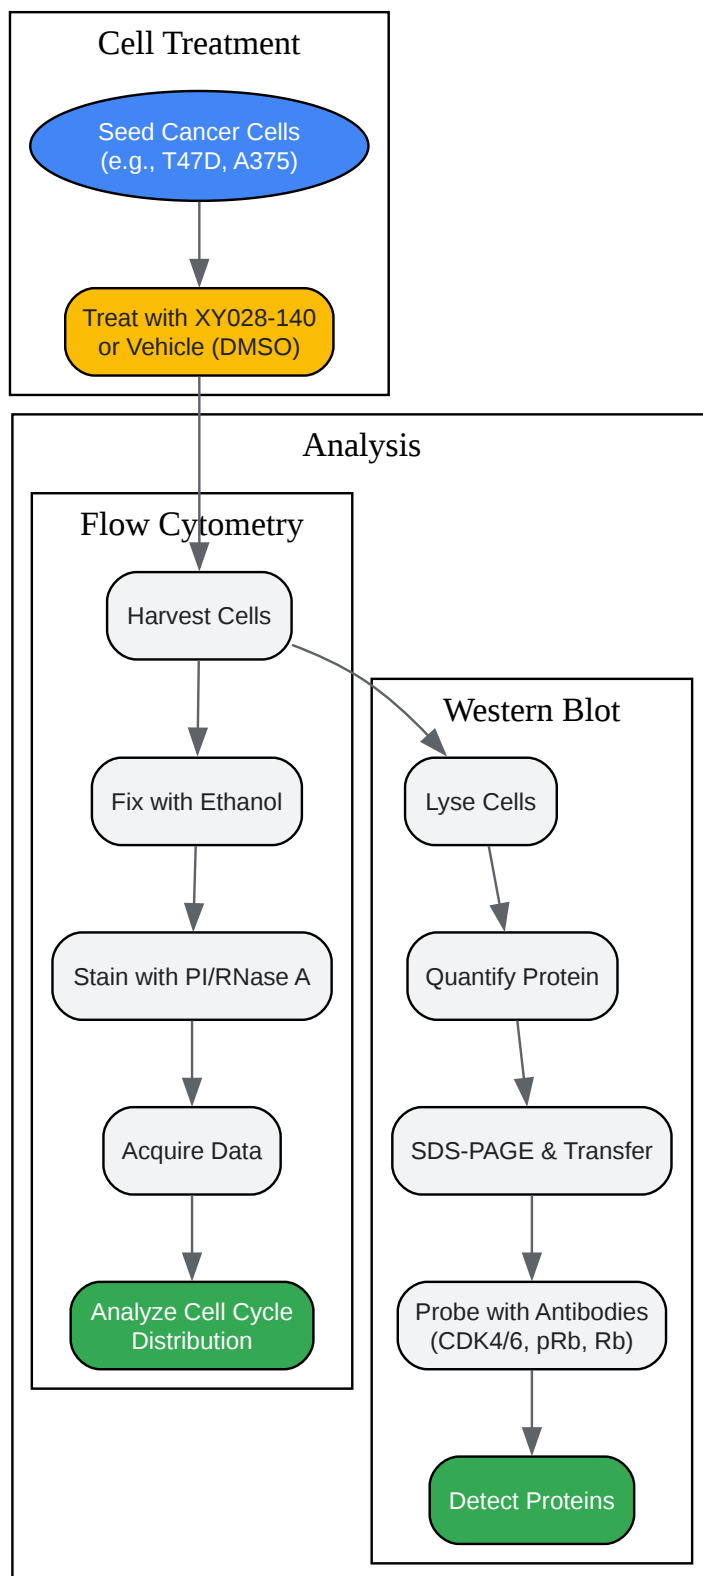 Cell Treatment
Seed Cancer Cells
(e.g., T47D, A375)
Treat with XY028-140
or Vehicle (DMSO)
Analysis
Flow Cytometry
Harvest Cells
Fix with Ethanol
Stain with PI/RNase A
Acquire Data
Analyze Cell Cycle
Distribution
Western Blot
Lyse Cells
Quantify Protein
SDS-PAGE & Transfer
Probe with Antibodies
(CDK4/6, pRb, Rb)
Detect Proteins